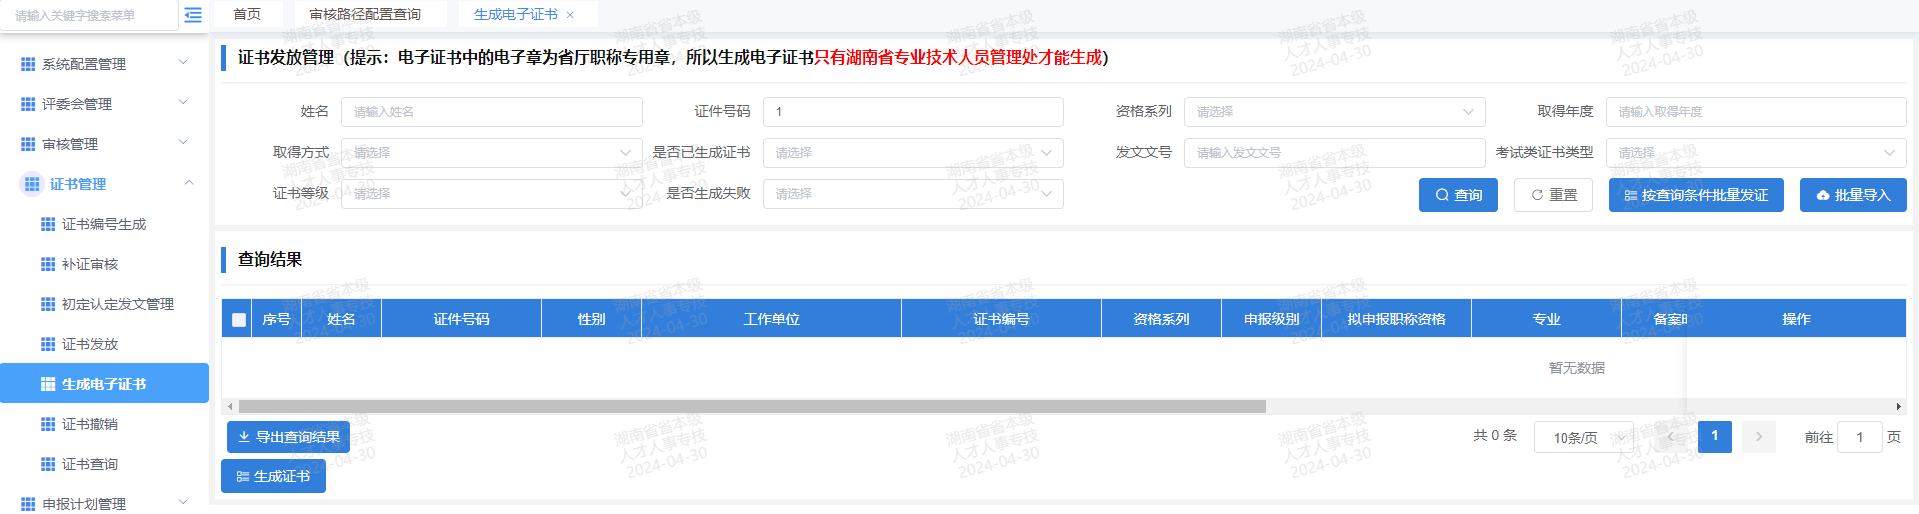 请输入关键字搜索菜单
首页
审核路径配置查询
生成电子证书 ×
系统配置管理
评委会管理
审核管理
证书管理
证书编号生成
补证审核
初定认定发文管理
证书发放
生成电子证书
证书撤销
证书查询
申报计划管理
证书发放管理（提示：电子证书中的电子章为省厅职称专用章，所以生成电子证书只有湖南省专业技术人员管理处才能生成）
姓名 请输入姓名 证件号码 1 资格系列 请选择 取得年度 请输入取得年度
取得方式 请选择 是否已生成证书 请选择 发文文号 请输入发文文号 考试类证书类型 请选择
证书等级 请选择 是否生成失败 请选择 查询 重置 按查询条件批量发证 批量导入
查询结果
序号 姓名 证件号码 性别 工作单位 证书编号 资格系列 申报级别 拟申报职称资格 专业 备案 操作
暂无数据
导出查询结果 共 0 条 10条/页 1 前往 1 页
生成证书
湖南省省本级
人才人事专技
2024-04-30